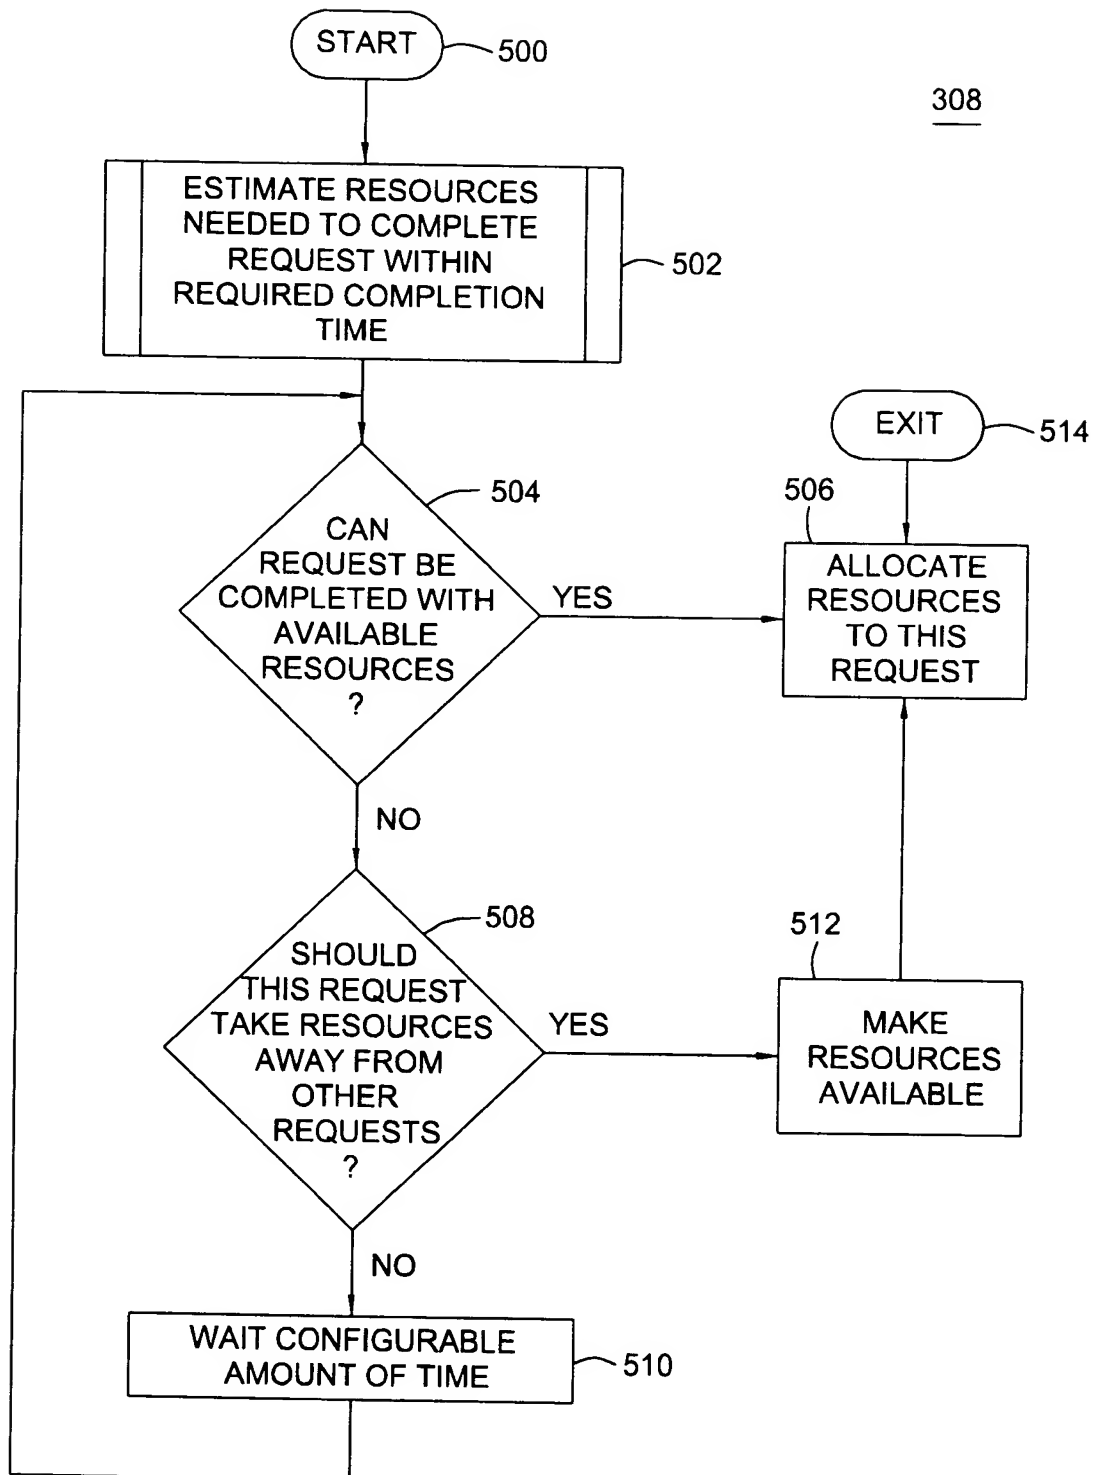 START
500
308
ESTIMATE RESOURCES
NEEDED TO COMPLETE
REQUEST WITHIN
REQUIRED COMPLETION
TIME
502
EXIT
514
504
506
CAN
REQUEST BE
COMPLETED WITH
AVAILABLE
RESOURCES
?
YES
ALLOCATE
RESOURCES
TO THIS
REQUEST
NO
508
512
SHOULD
THIS REQUEST
TAKE RESOURCES
AWAY FROM
OTHER
REQUESTS
?
YES
MAKE
RESOURCES
AVAILABLE
NO
WAIT CONFIGURABLE
AMOUNT OF TIME
510